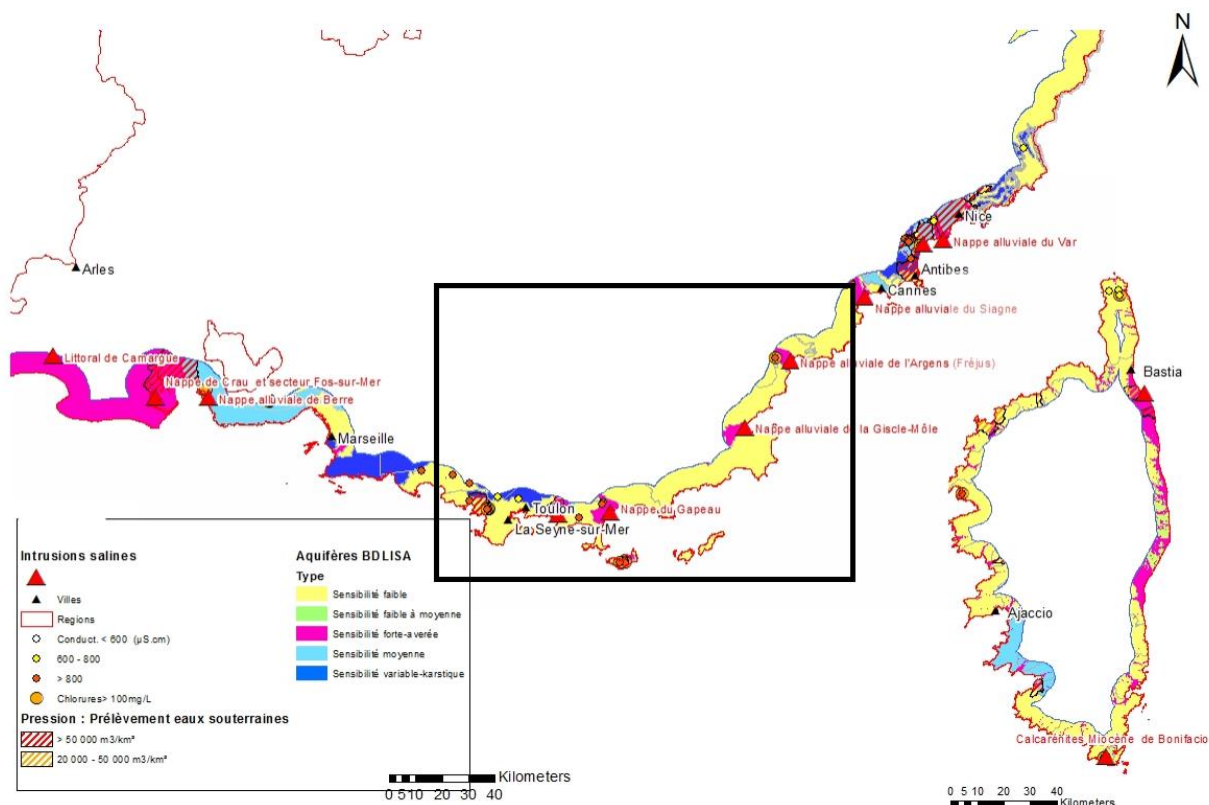 N
Nice
Nappe alluviale du Var
Antibes
Arles
Cannes
Nappe alluviale du Siagne
Littoral de Camargue
Nappe alluviale de l'Argens (Fréjus)
Bastia
Nappe de Crau et secteur Fos-sur-Mer
Nappe alluviale de Berre
Nappe alluviale de la Giscle-Môle
Marseille
Toulon
Nappe du Gapeau
La Seyne-sur-Mer
Intrusions salines
Villes
Regions
Conduct. < 600 (µS.cm)
600 - 800
> 800
Chlorures> 100mg/L
Pression : Prélèvement eaux souterraines
> 50 000 m3/km²
20 000 - 50 000 m3/km²
Aquifères BDLISA
Type
Sensibilité faible
Sensibilité faible à moyenne
Sensibilité forte-averée
Sensibilité moyenne
Sensibilité variable-karstique
Ajaccio
Calcarénites Miocène de Bonifacio
Kilometers
0 5 10 20 30 40
Kilometers
0 5 10 20 30 40